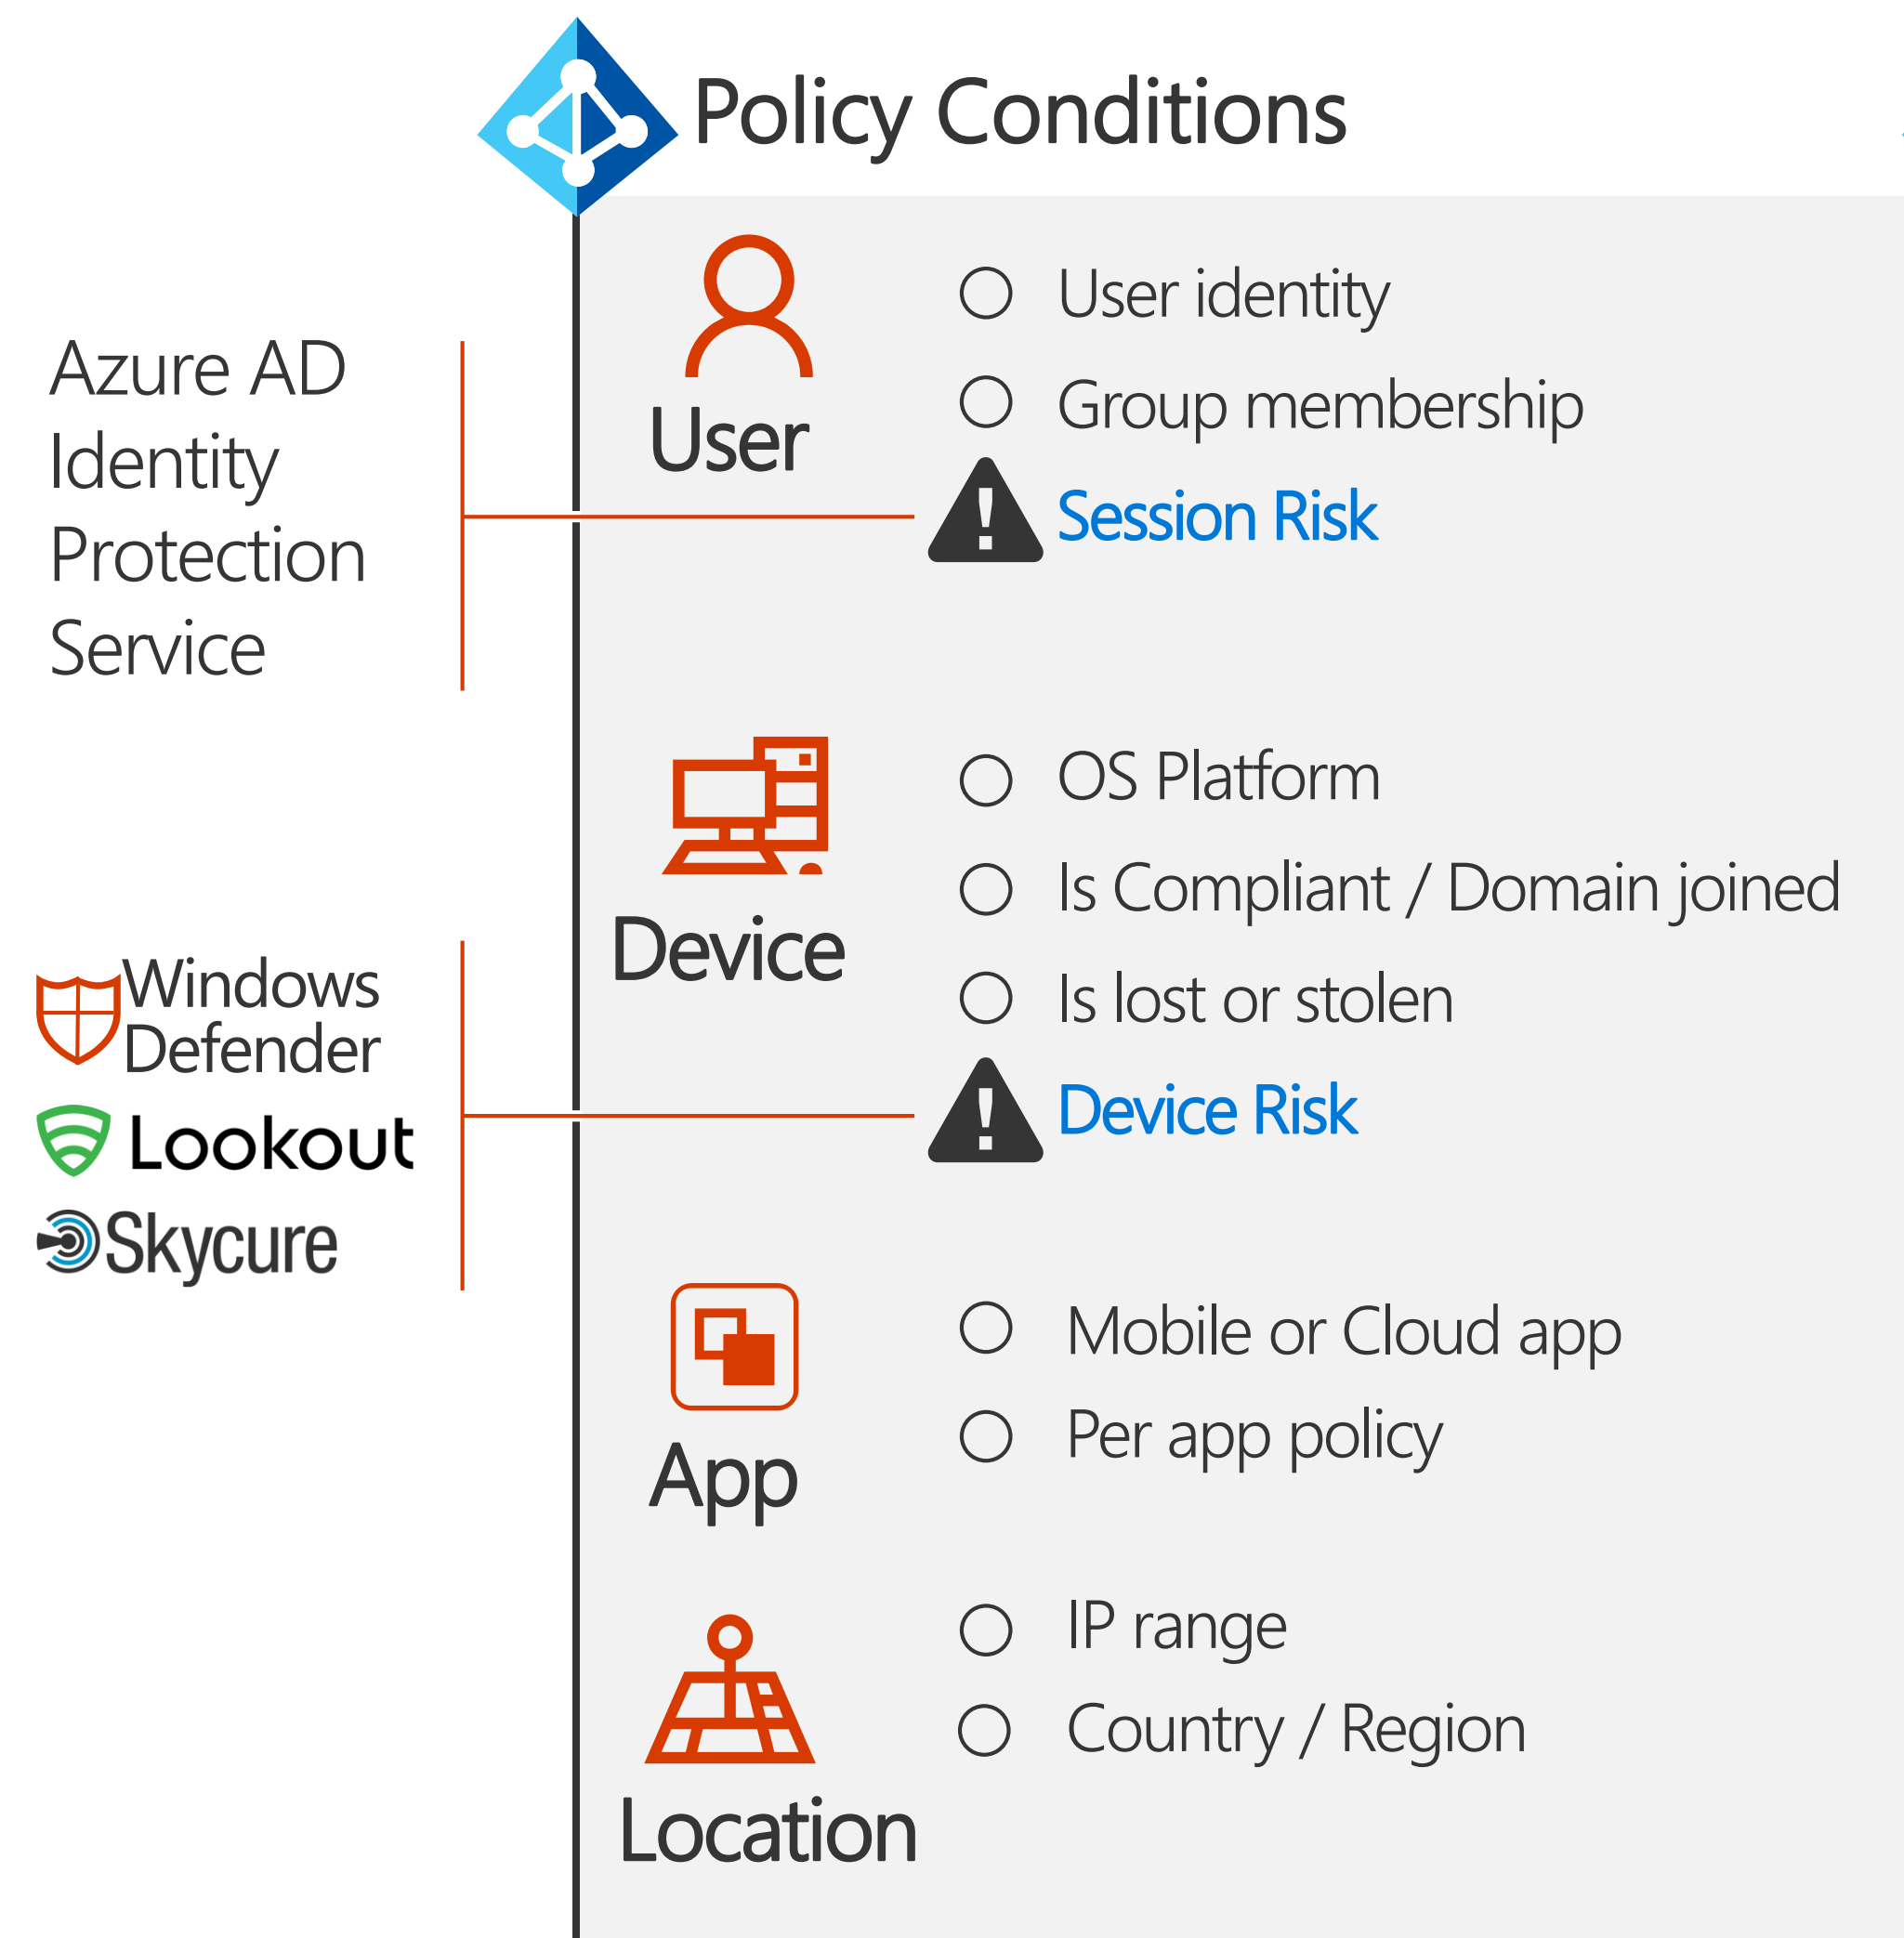 Policy Conditions
Azure AD
Identity
Protection
Service
User
User identity
Group membership
Session Risk
Windows
Defender
Lookout
Skycure
Device
OS Platform
Is Compliant / Domain joined
Is lost or stolen
Device Risk
App
Mobile or Cloud app
Per app policy
Location
IP range
Country / Region